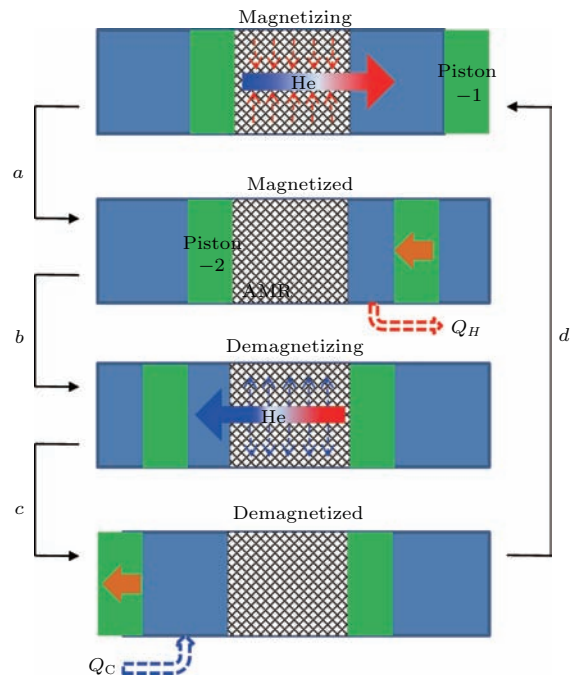 Magnetizing
He
Piston
-1
a
Magnetized
Piston
-2
AMR
Q_H
b
d
Demagnetizing
He
c
Demagnetized
Q_C